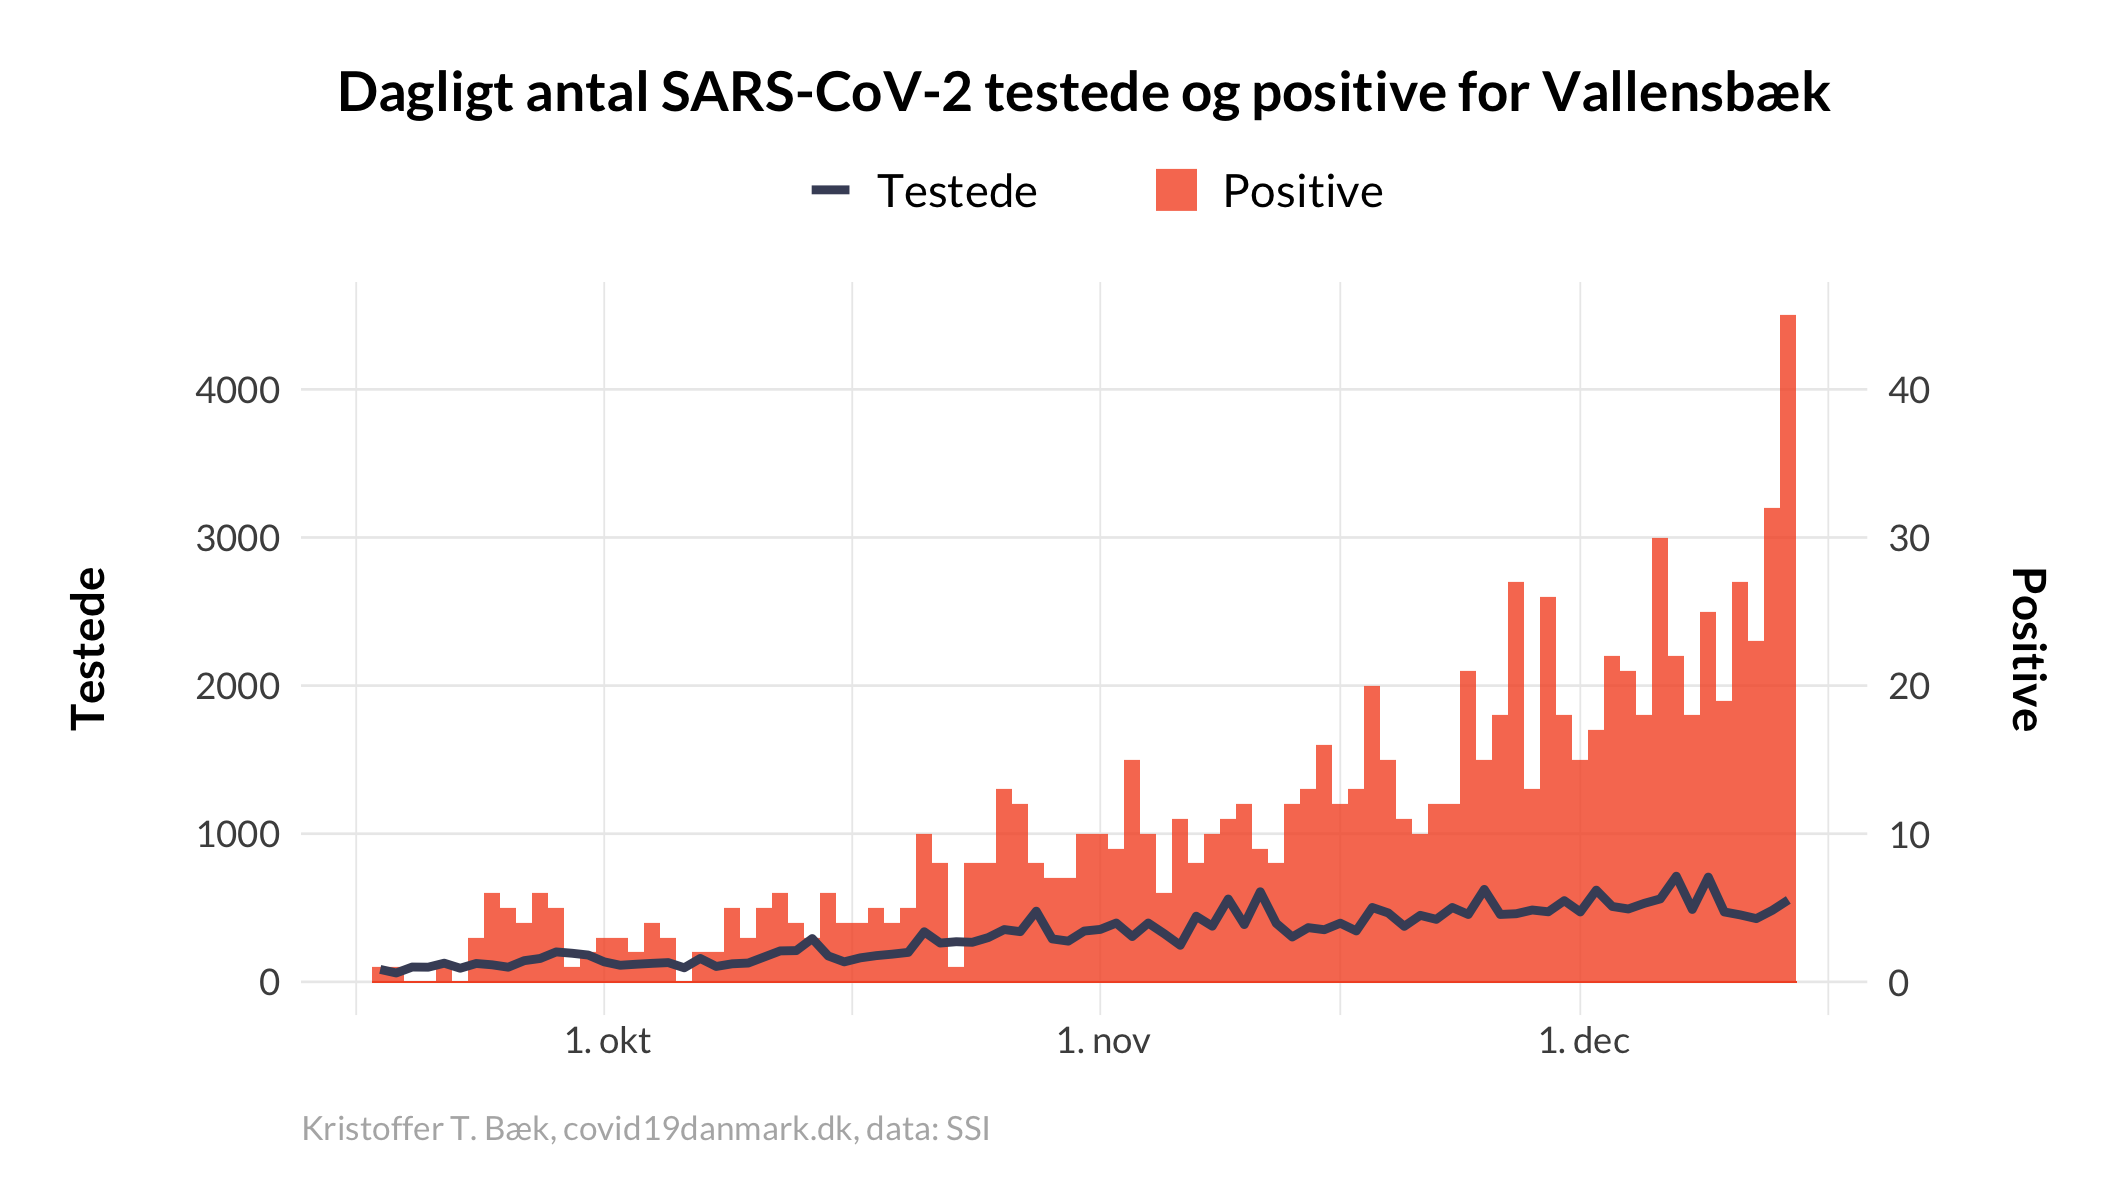 Dagligt antal SARS-CoV-2 testede og positive for Vallensbæk
Testede
Positive
4000
3000
2000
1000
0
40
30
20
10
0
Testede
Positive
1. okt
1. nov
1. dec
Kristoffer T. Bæk, covid19danmark.dk, data: SSI